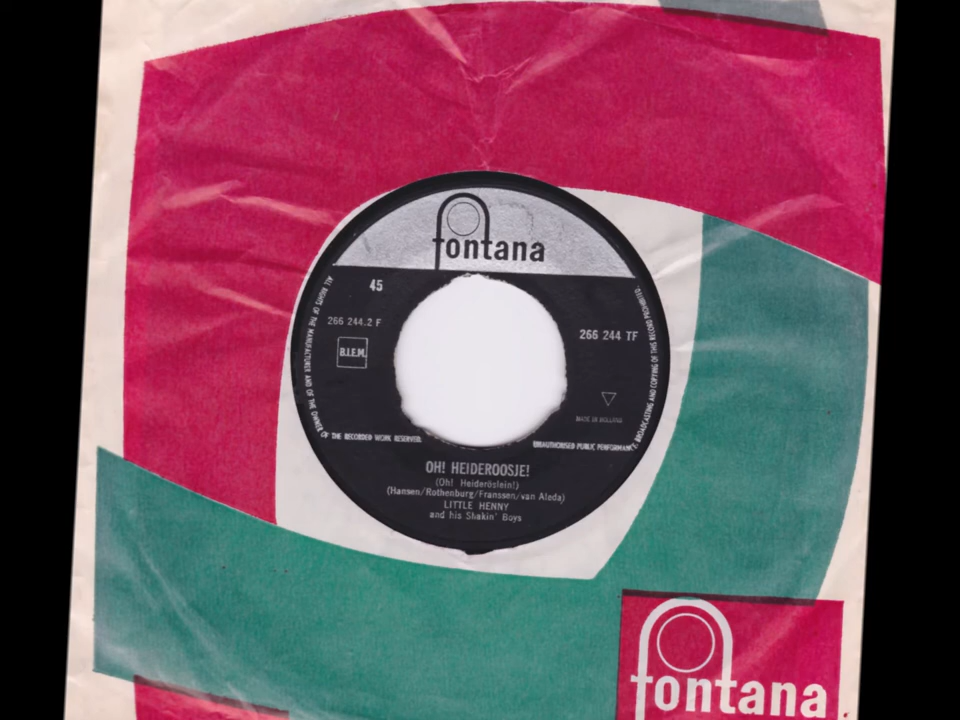 fontana
45
266 244.2 F
266 244 TF
B.I.E.M.
MADE IN HOLLAND
ALL RIGHTS OF THE MANUFACTURER AND OF THE OWNER OF THE RECORDED WORK RESERVED.
UNAUTHORISED PUBLIC PERFORMANCE, BROADCASTING AND COPYING OF THIS RECORD PROHIBITED.
OH! HEIDEROOSJE!
(Oh! Heideröslein!)
(Hansen/Rothenburg/Franssen/van Aleda)
LITTLE HENNY
and his Shakin' Boys
fontana